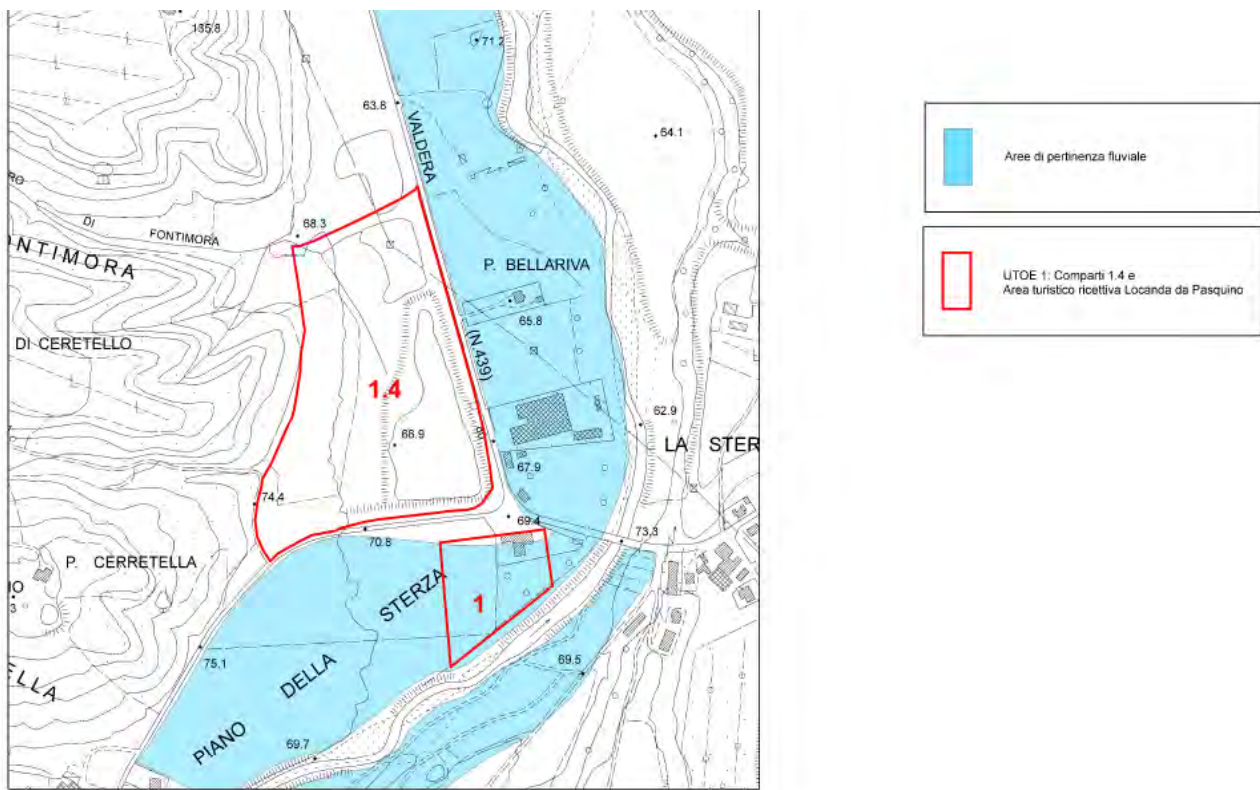 135.8
71.2
63.8
VALDERA
64.1
DI
FONTIMORA
68.3
P. BELLARIVA
65.8
DI CERETELLO
(N.439)
1.4
66.9
62.9
67.9
LA STER
74.4
69.4
70.8
73.3
P. CERRETELLA
STERZA
1
75.1
DELLA
69.5
ELLA
PIANO
69.7
Aree di pertinenza fluviale
UTOE 1: Comparti 1.4 e
Area turistico ricettiva Locanda da Pasquino